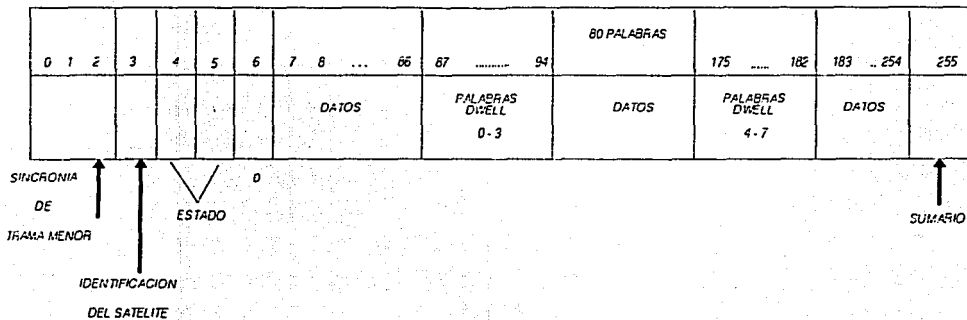 80 PALABRAS
0 1 2 3 4 5 6 7 8 ... 66 67 ........... 94 175 ...... 182 183 .. 254 255
DATOS PALABRAS DWELL 0 - 3 DATOS PALABRAS DWELL 4 - 7 DATOS
SINCRONIA DE TRAMA MENOR
0
ESTADO
SUMARIO
IDENTIFICACION
DEL SATELITE